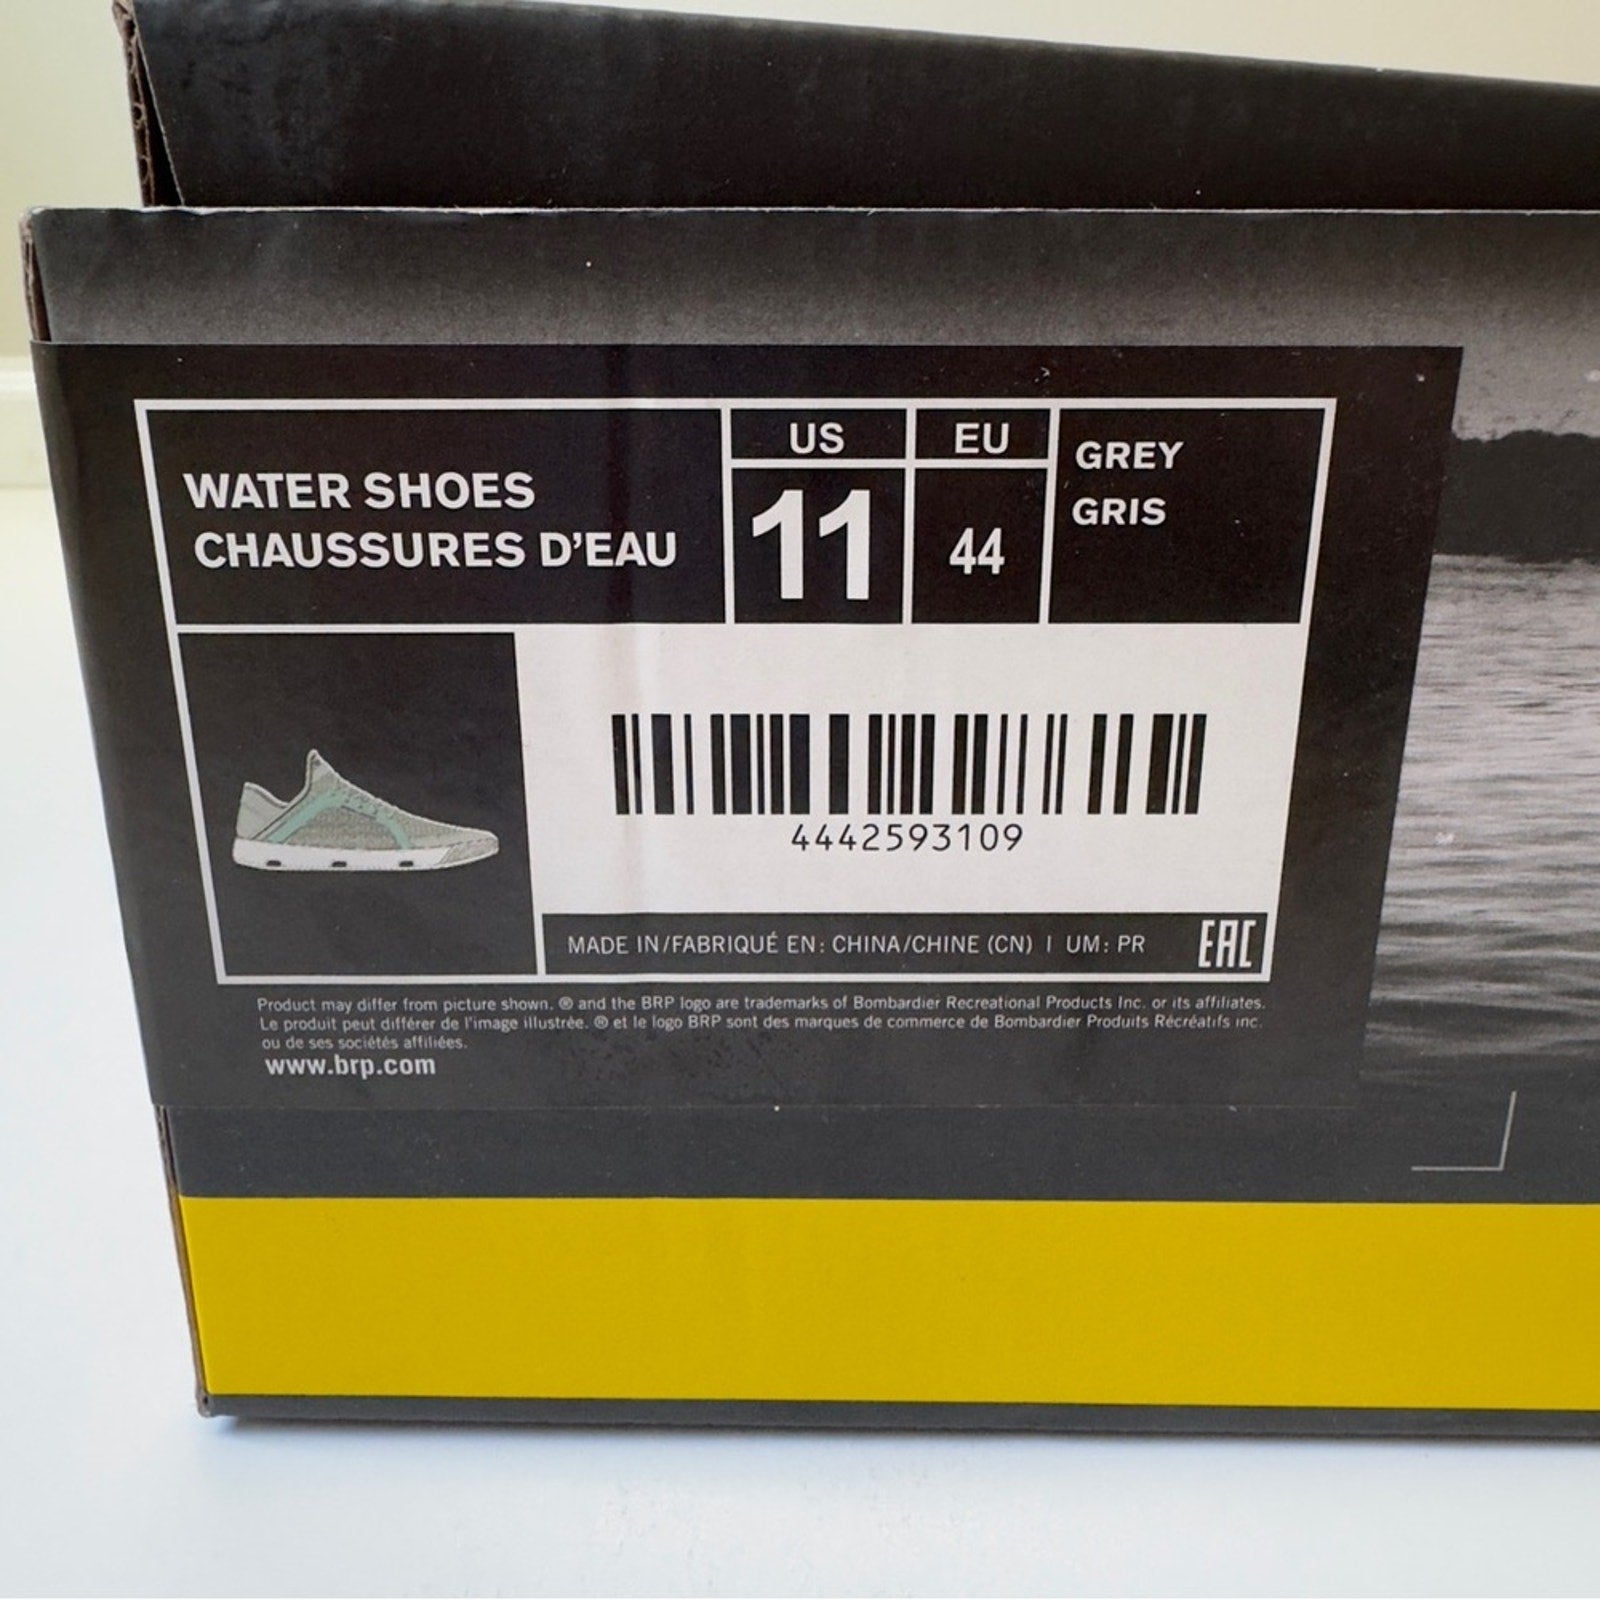 WATER SHOES
CHAUSSURES D'EAU
US
11
EU
44
GREY
GRIS
4442593109
MADE IN/FABRIQUÉ EN: CHINA/CHINE (CN) | UM: PR
EAC
Product may differ from picture shown. ® and the BRP logo are trademarks of Bombardier Recreational Products Inc. or its affiliates.
Le produit peut différer de l'image illustrée. ® et le logo BRP sont des marques de commerce de Bombardier Produits Récréatifs inc.
ou de ses sociétés affiliées.
www.brp.com